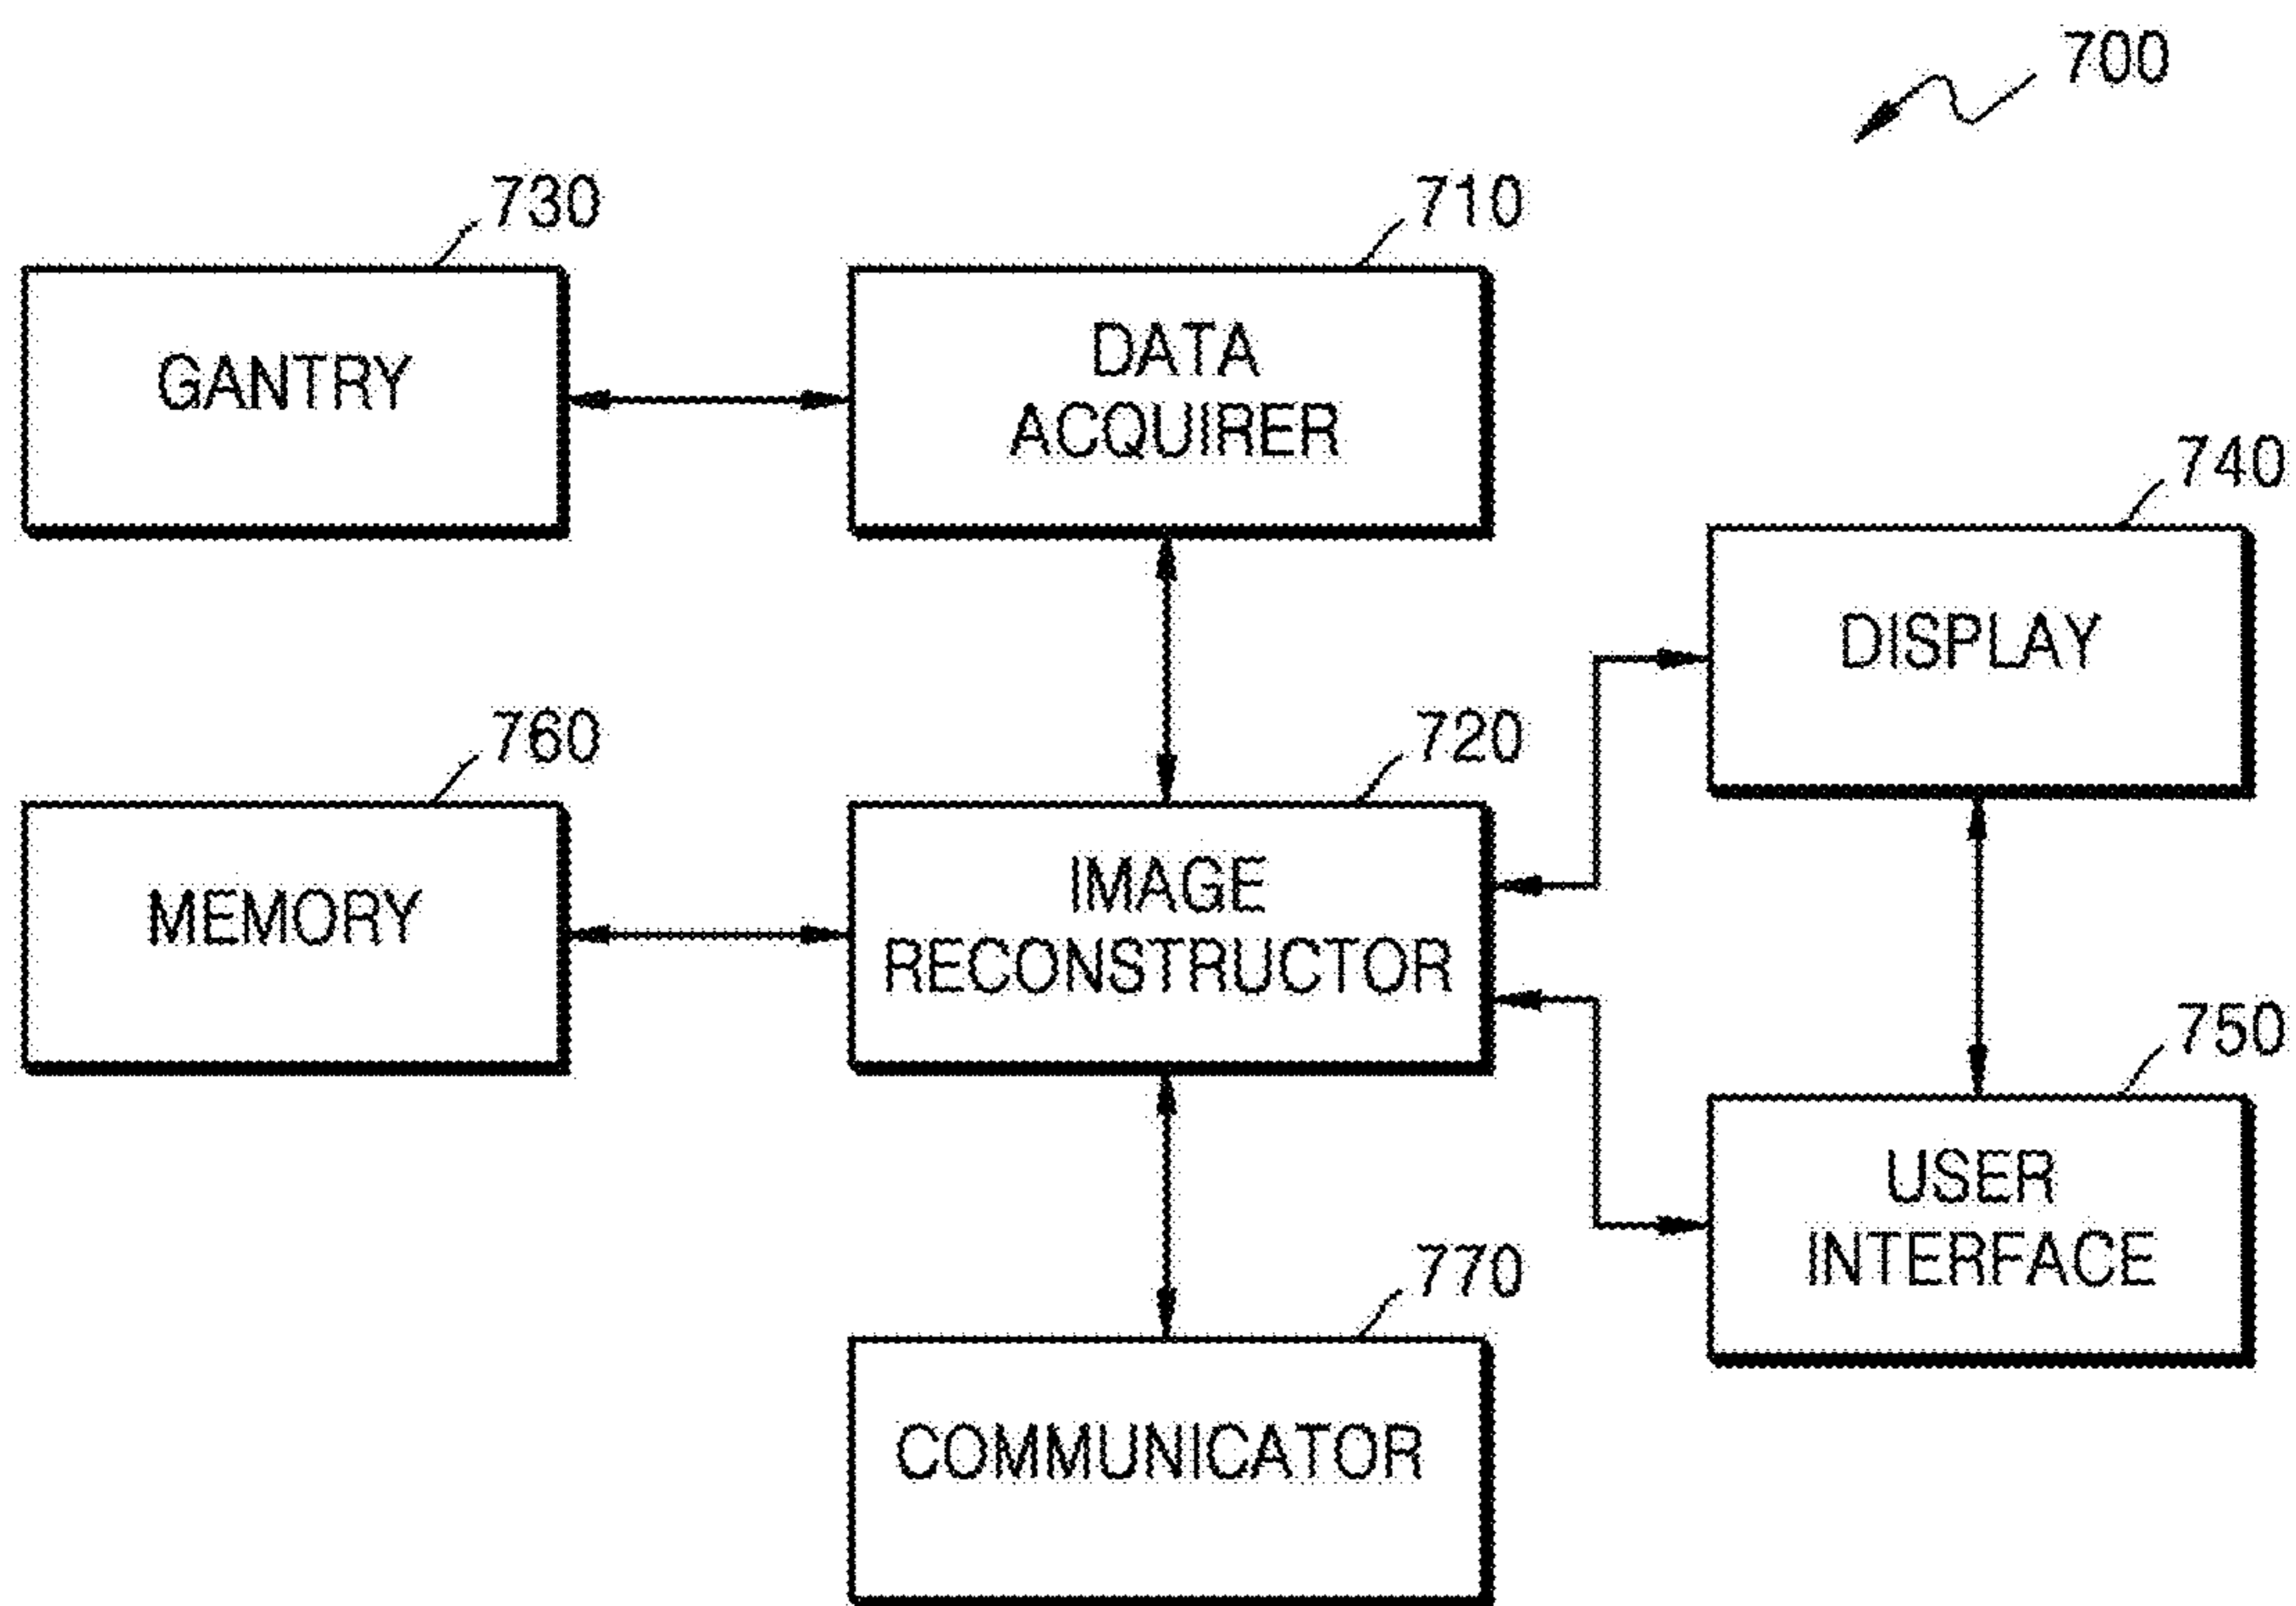 700
730
GANTRY
710
DATA
ACQUIRER
740
DISPLAY
760
MEMORY
720
IMAGE
RECONSTRUCTOR
750
USER
INTERFACE
770
COMMUNICATOR